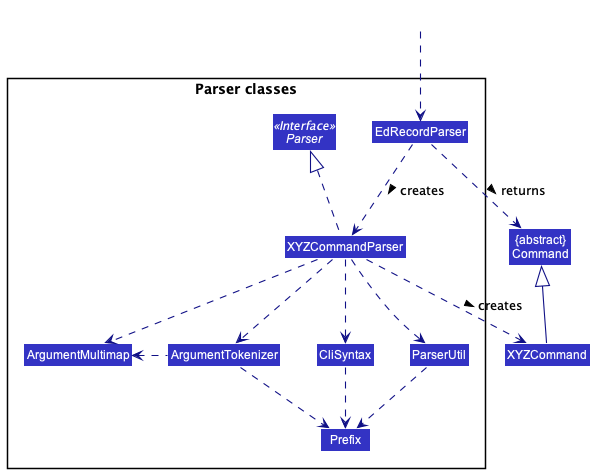 Parser classes
«Interface»
Parser
EdRecordParser
creates
returns
XYZCommandParser
{abstract}
Command
creates
ArgumentMultimap
ArgumentTokenizer
CliSyntax
ParserUtil
XYZCommand
Prefix